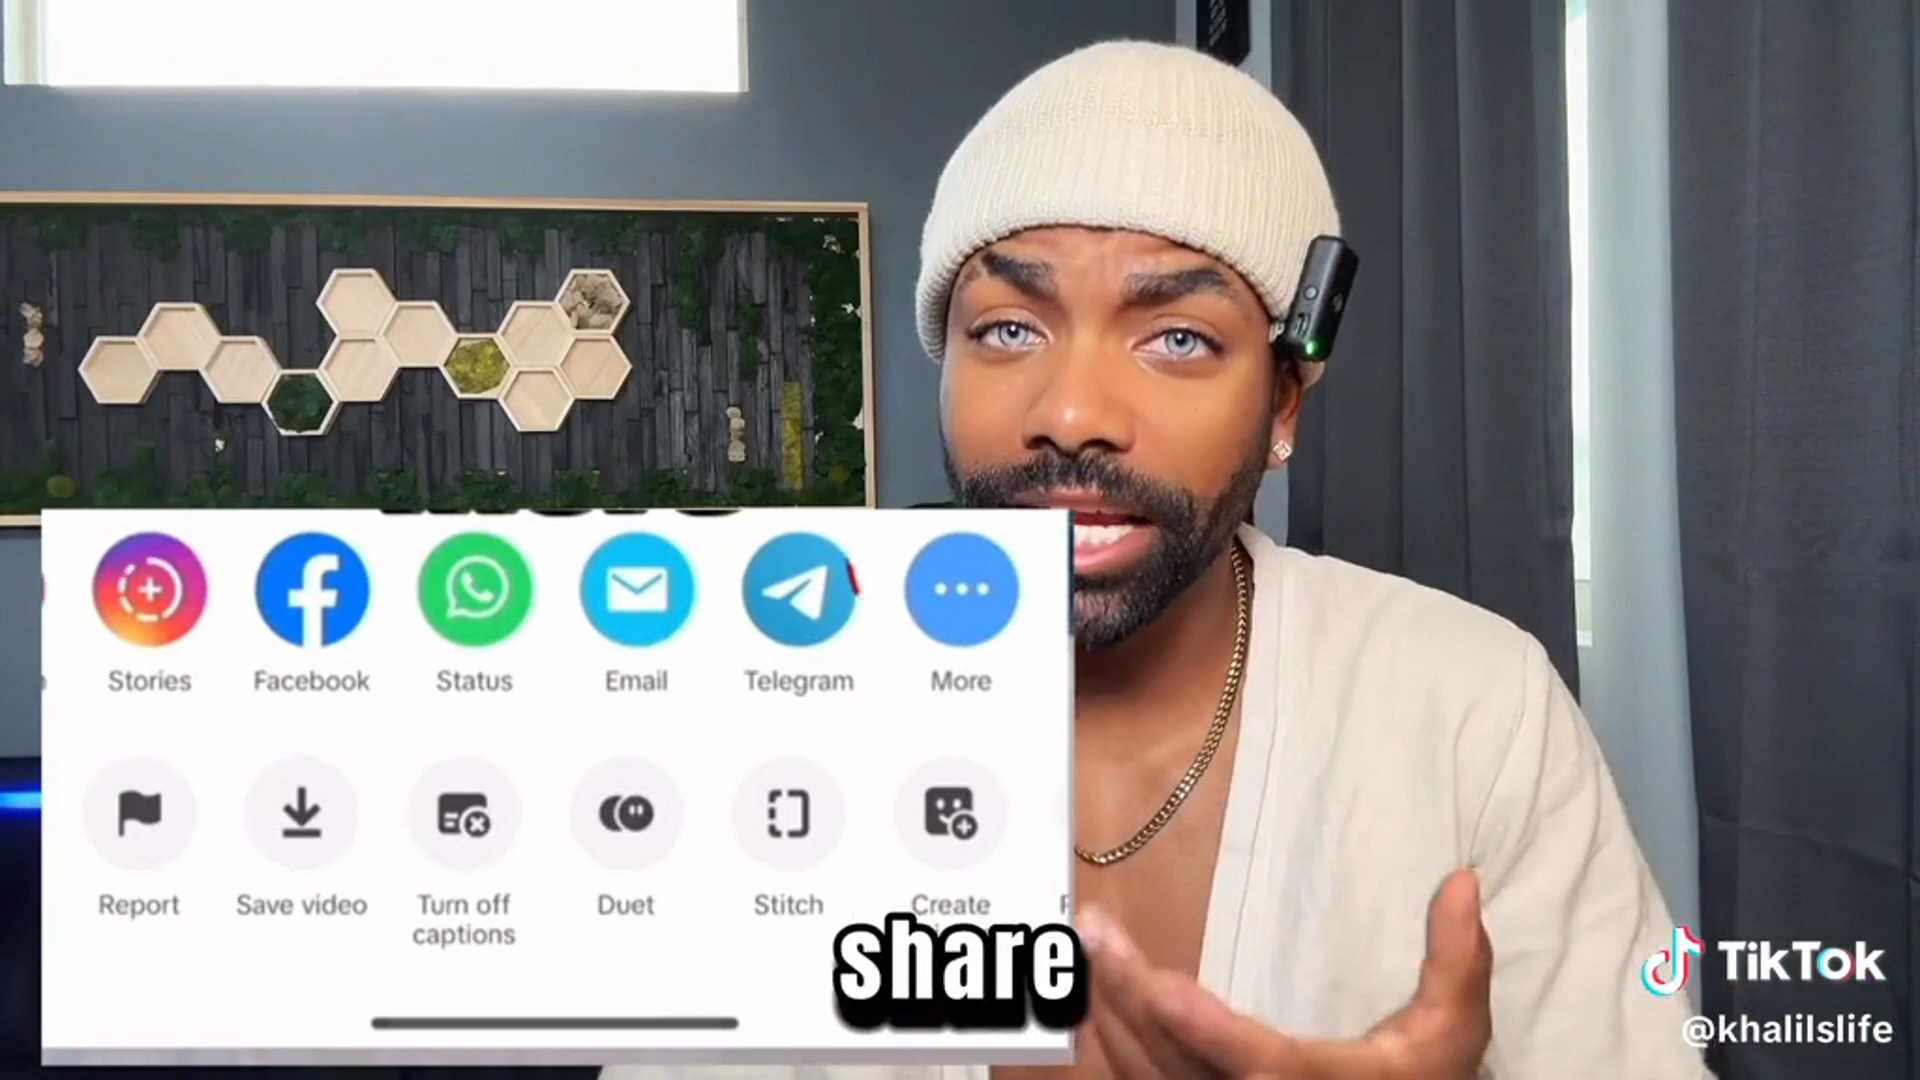 Stories Facebook Status Email Telegram More
Report Save video Turn off captions Duet Stitch Create
share
TikTok
@khalilslife